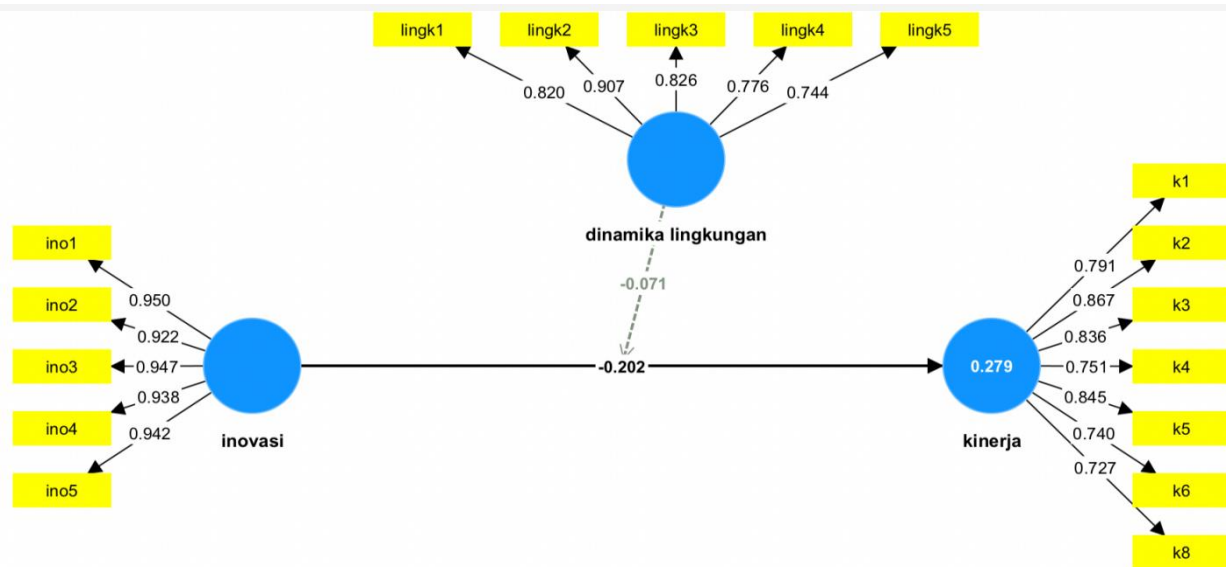 lingk1
lingk2
lingk3
lingk4
lingk5
0.820
0.907
0.826
0.776
0.744
dinamika lingkungan
-0.071
ino1
ino2
ino3
ino4
ino5
0.950
0.922
0.947
0.938
0.942
inovasi
-0.202
0.279
kinerja
0.791
0.867
0.836
0.751
0.845
0.740
0.727
k1
k2
k3
k4
k5
k6
k8